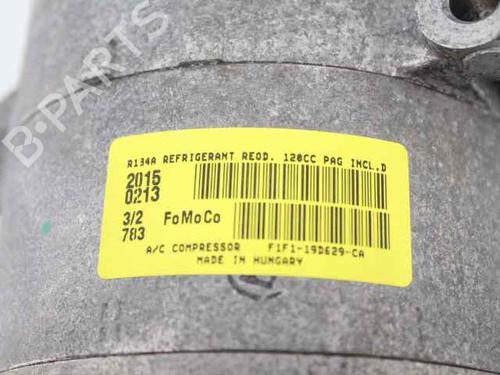 B-PARTS
R134A REFRIGERANT REQD. 120CC PAG INCL.D
2015
0213
3/2 FoMoCo
783
A/C COMPRESSOR F1F1-19D629-CA
MADE IN HUNGARY